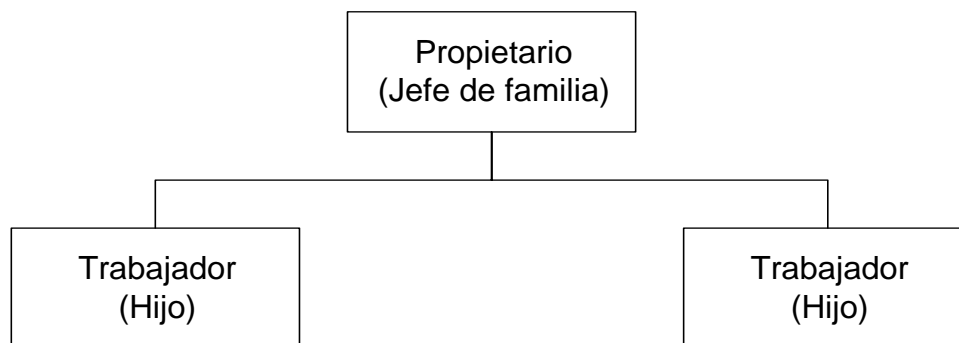 Propietario
(Jefe de familia)
Trabajador
(Hijo)
Trabajador
(Hijo)